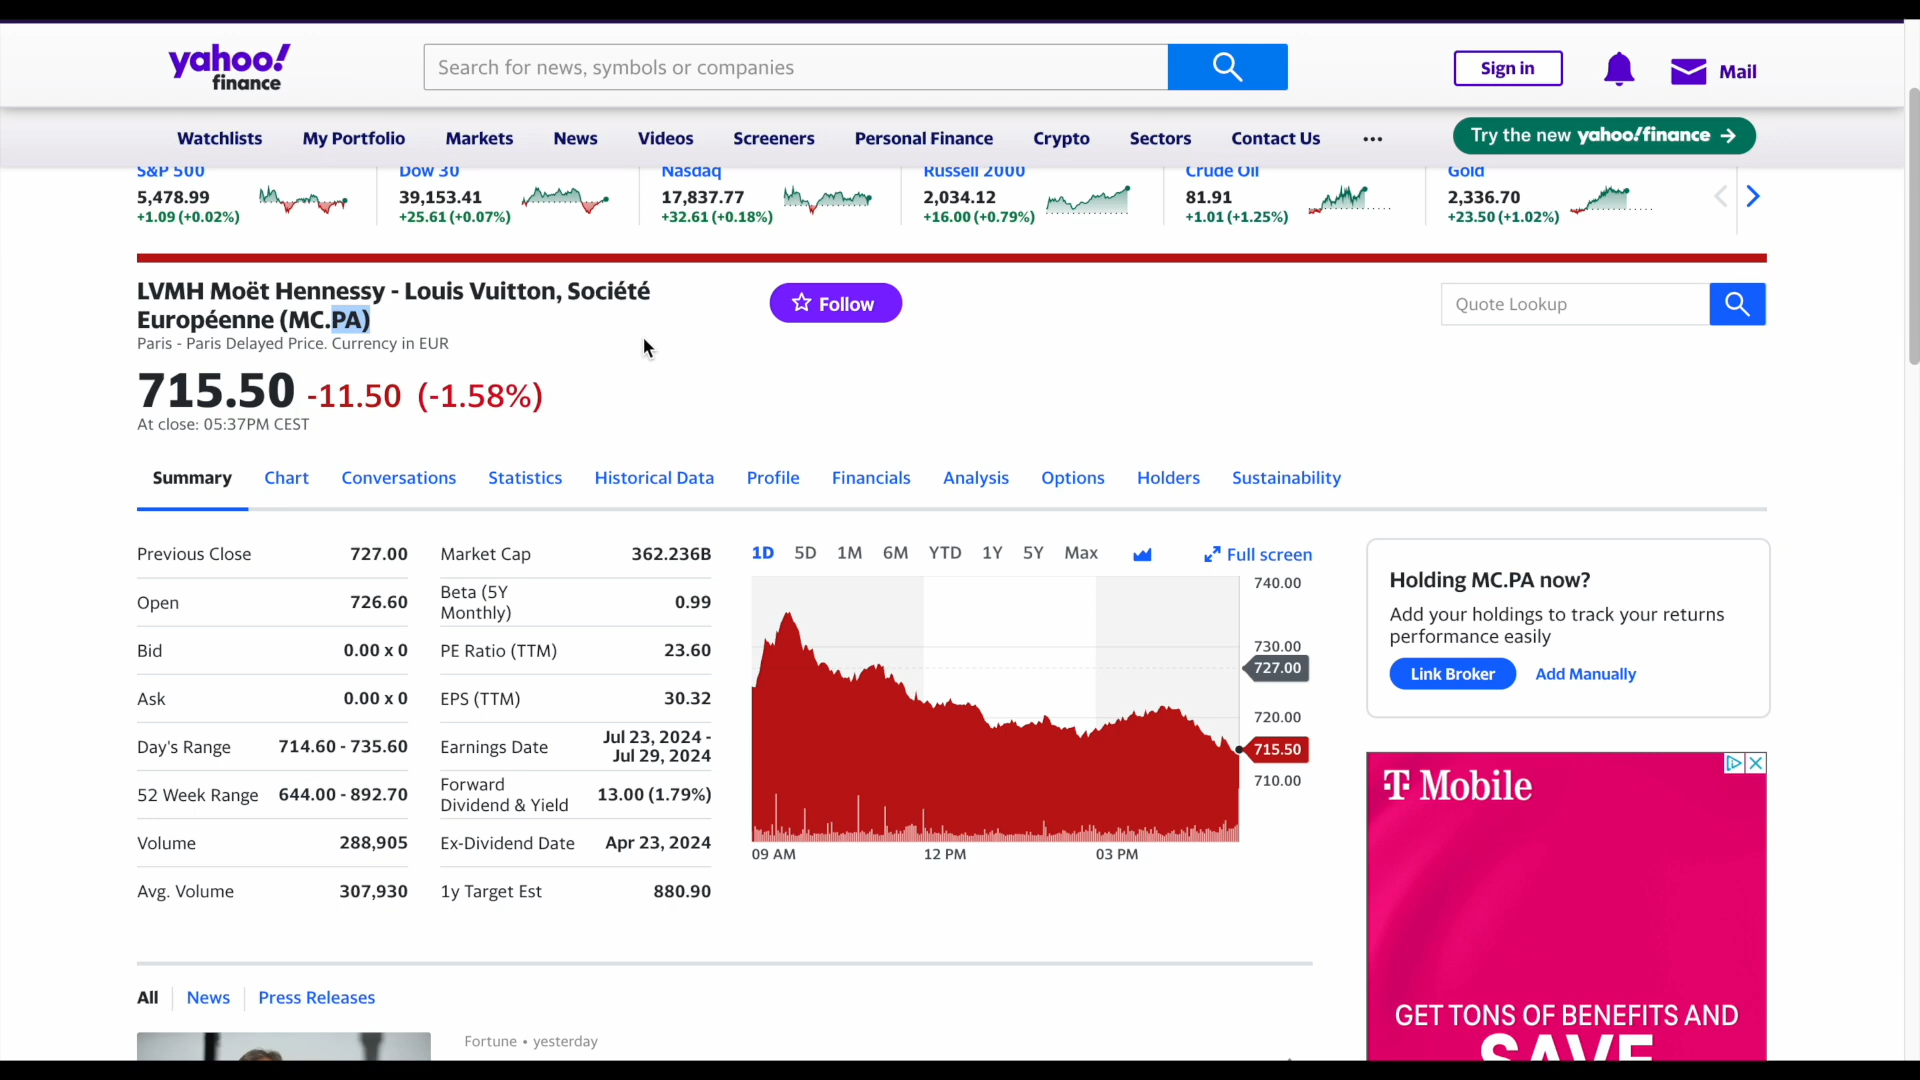 yahoo!
finance
Search for news, symbols or companies
Sign in
Mail
Watchlists
My Portfolio
Markets
News
Videos
Screeners
Personal Finance
Crypto
Sectors
Contact Us
...
Try the new yahoo!finance →
S&P 500
5,478.99
+1.09 (+0.02%)
Dow 30
39,153.41
+25.61 (+0.07%)
Nasdaq
17,837.77
+32.61 (+0.18%)
Russell 2000
2,034.12
+16.00 (+0.79%)
Crude Oil
81.91
+1.01 (+1.25%)
Gold
2,336.70
+23.50 (+1.02%)
LVMH Moët Hennessy - Louis Vuitton, Société
Européenne (MC.PA)
Paris - Paris Delayed Price. Currency in EUR
Follow
Quote Lookup
715.50 -11.50 (-1.58%)
At close: 05:37PM CEST
Summary
Chart
Conversations
Statistics
Historical Data
Profile
Financials
Analysis
Options
Holders
Sustainability
Previous Close 727.00
Open 726.60
Bid 0.00 x 0
Ask 0.00 x 0
Day's Range 714.60 - 735.60
52 Week Range 644.00 - 892.70
Volume 288,905
Avg. Volume 307,930
Market Cap 362.236B
Beta (5Y
Monthly) 0.99
PE Ratio (TTM) 23.60
EPS (TTM) 30.32
Earnings Date Jul 23, 2024 -
Jul 29, 2024
Forward
Dividend & Yield 13.00 (1.79%)
Ex-Dividend Date Apr 23, 2024
1y Target Est 880.90
1D 5D 1M 6M YTD 1Y 5Y Max
Full screen
740.00
730.00
727.00
720.00
715.50
710.00
09 AM 12 PM 03 PM
Holding MC.PA now?
Add your holdings to track your returns
performance easily
Link Broker
Add Manually
T Mobile
GET TONS OF BENEFITS AND
SAVE
All
News
Press Releases
Fortune • yesterday